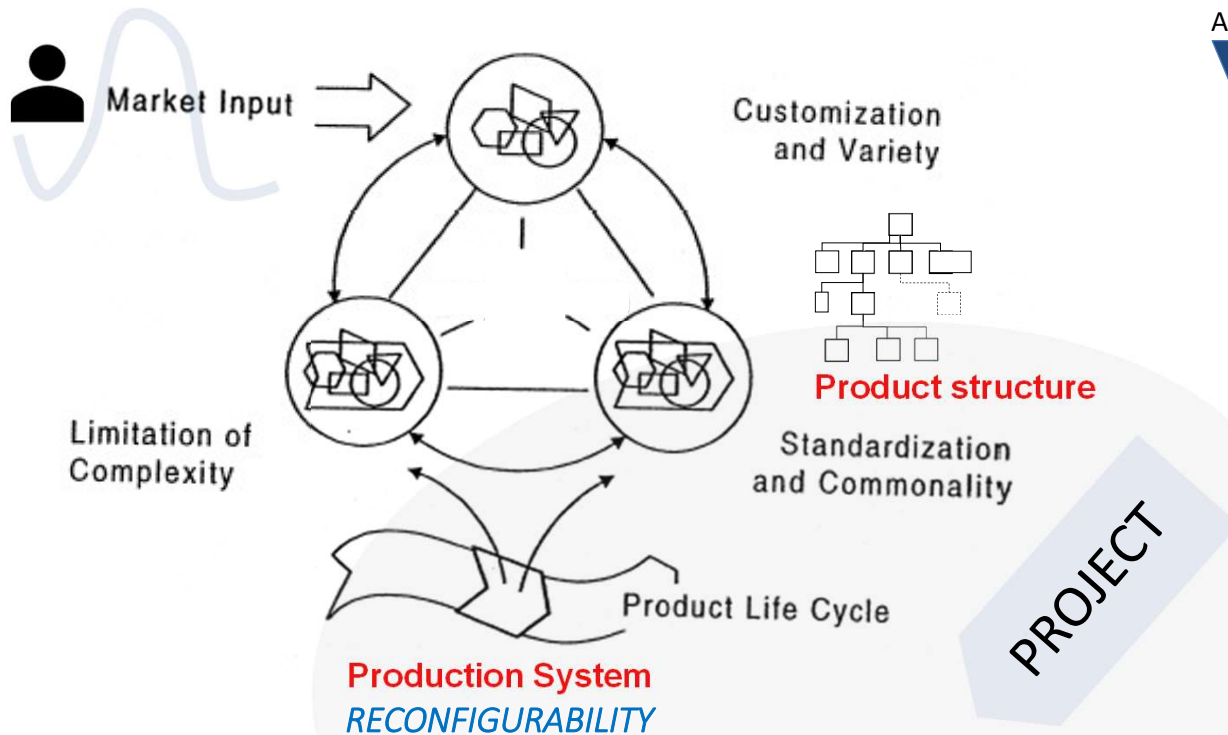 A
Market Input
Customization
and Variety
Product structure
Limitation of
Complexity
Standardization
and Commonality
PROJECT
Product Life Cycle
Production System
RECONFIGURABILITY